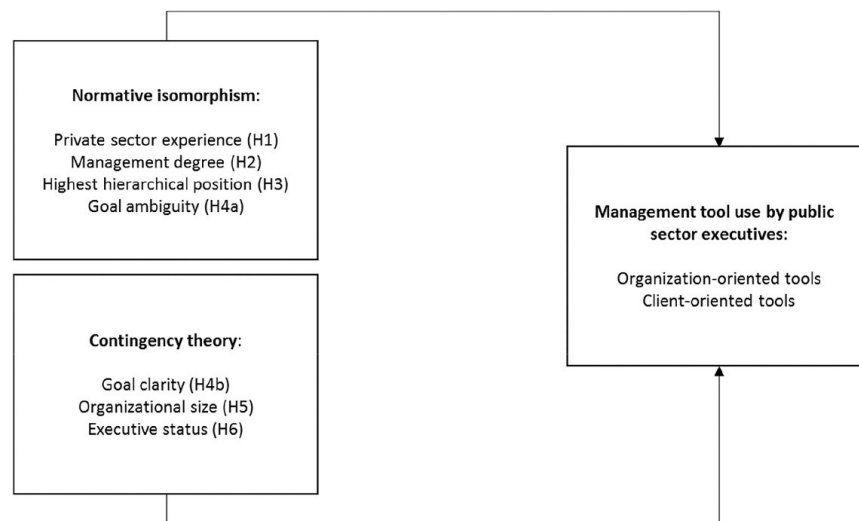 Normative isomorphism:
Private sector experience (H1)
Management degree (H2)
Highest hierarchical position (H3)
Goal ambiguity (H4a)
Contingency theory:
Goal clarity (H4b)
Organizational size (H5)
Executive status (H6)
Management tool use by public
sector executives:
Organization-oriented tools
Client-oriented tools